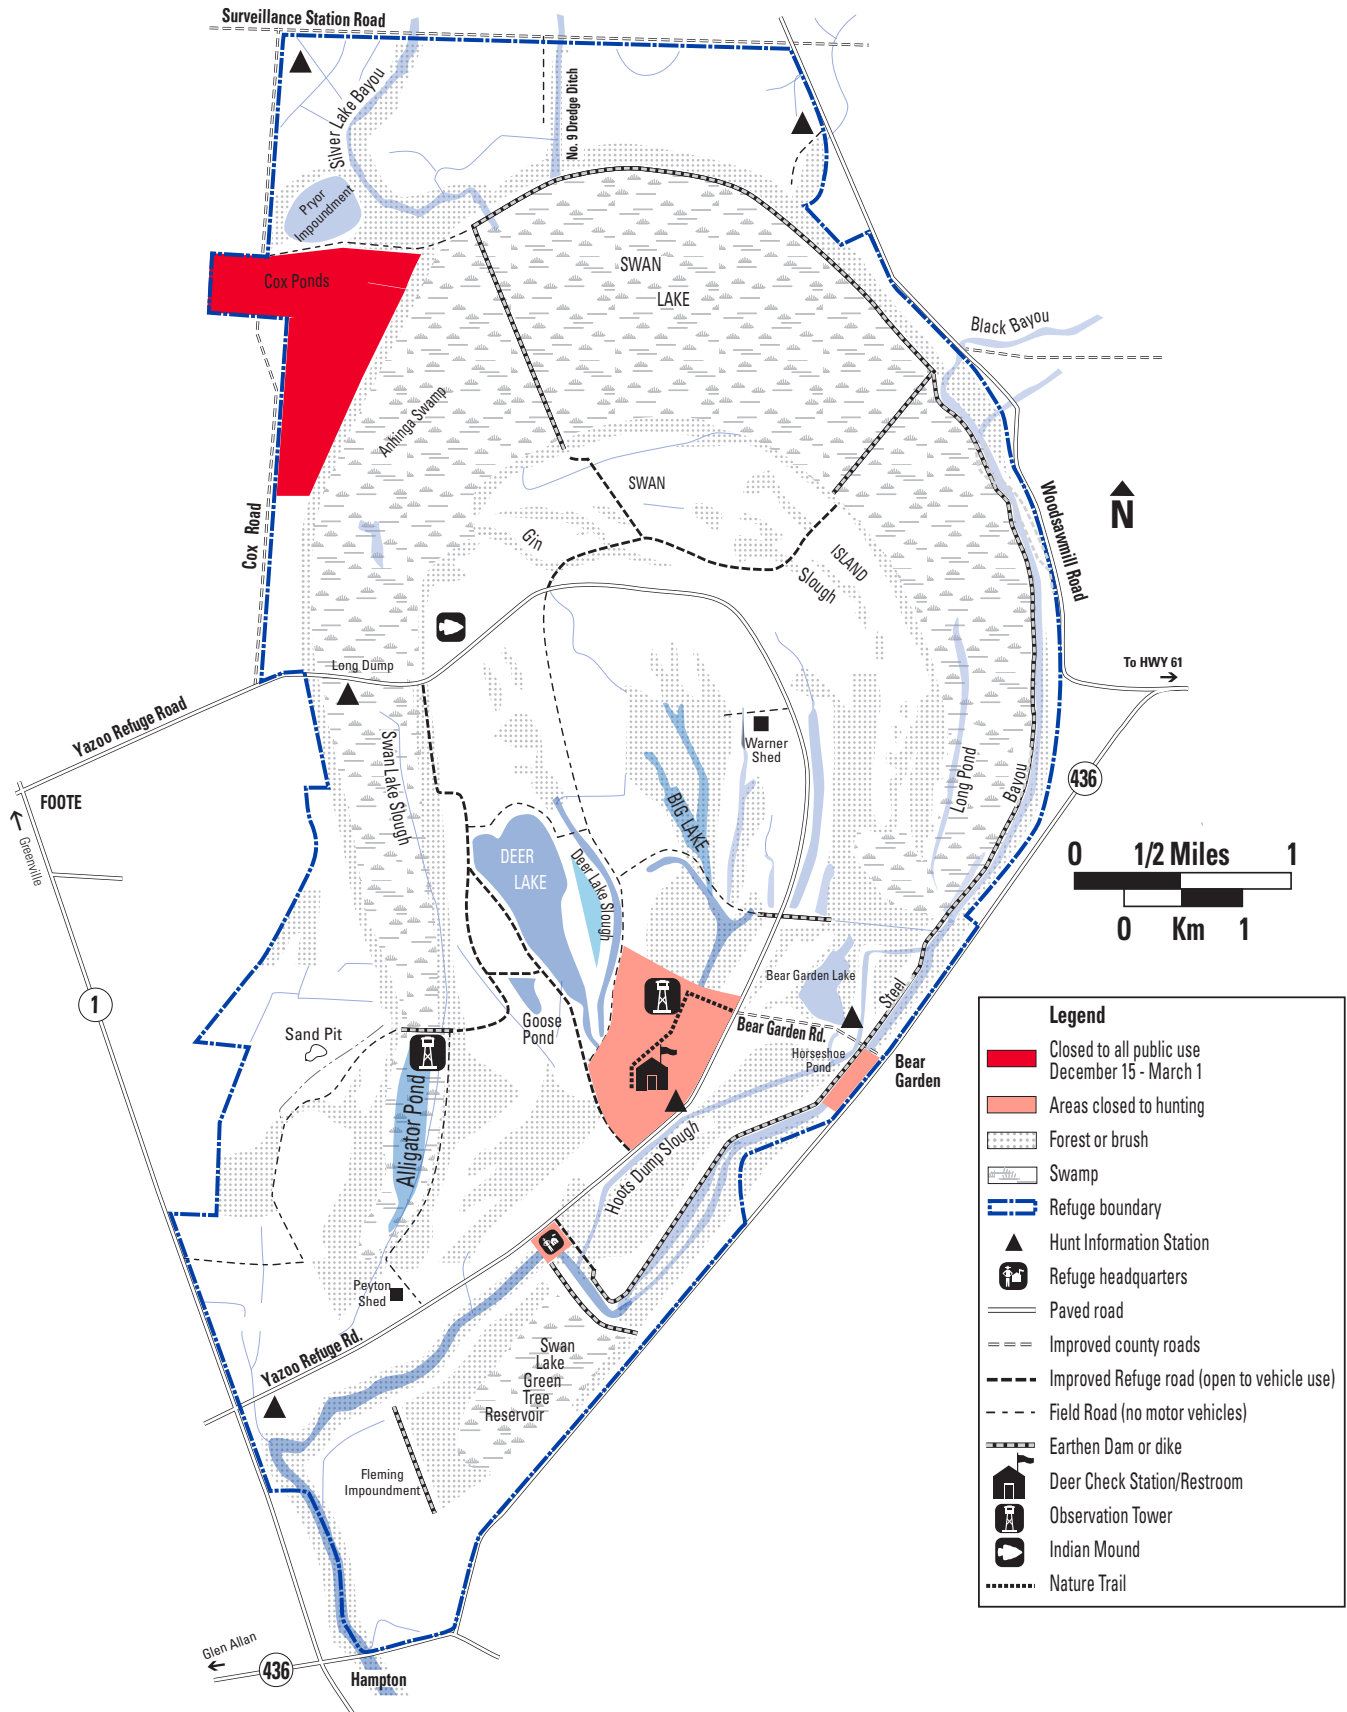 Surveillance Station Road
Silver Lake Bayou
No. 9 Dredge Ditch
Pryor
Impoundment
Cox Ponds
SWAN
LAKE
Black Bayou
Anhinga Swamp
SWAN
Gin
ISLAND
Slough
Cox Road
Woodsawmill Road
N
Long Dump
To HWY 61
Yazoo Refuge Road
Swan Lake Slough
Warner
Shed
Long Pond
Bayou
436
FOOTE
Greenville
BIG LAKE
DEER
LAKE
Deer Lake Slough
0 1/2 Miles 1
0 Km 1
Bear Garden Lake
Steel
1
Sand Pit
Goose
Pond
Bear Garden Rd.
Horseshoe
Pond
Bear
Garden
Alligator Pond
Hoots Dump Slough
Peyton
Shed
Yazoo Refuge Rd.
Swan
Lake
Green
Tree
Reservoir
Fleming
Impoundment
Glen Allan
436
Hampton
Legend
Closed to all public use
December 15 - March 1
Areas closed to hunting
Forest or brush
Swamp
Refuge boundary
Hunt Information Station
Refuge headquarters
Paved road
Improved county roads
Improved Refuge road (open to vehicle use)
Field Road (no motor vehicles)
Earthen Dam or dike
Deer Check Station/Restroom
Observation Tower
Indian Mound
Nature Trail